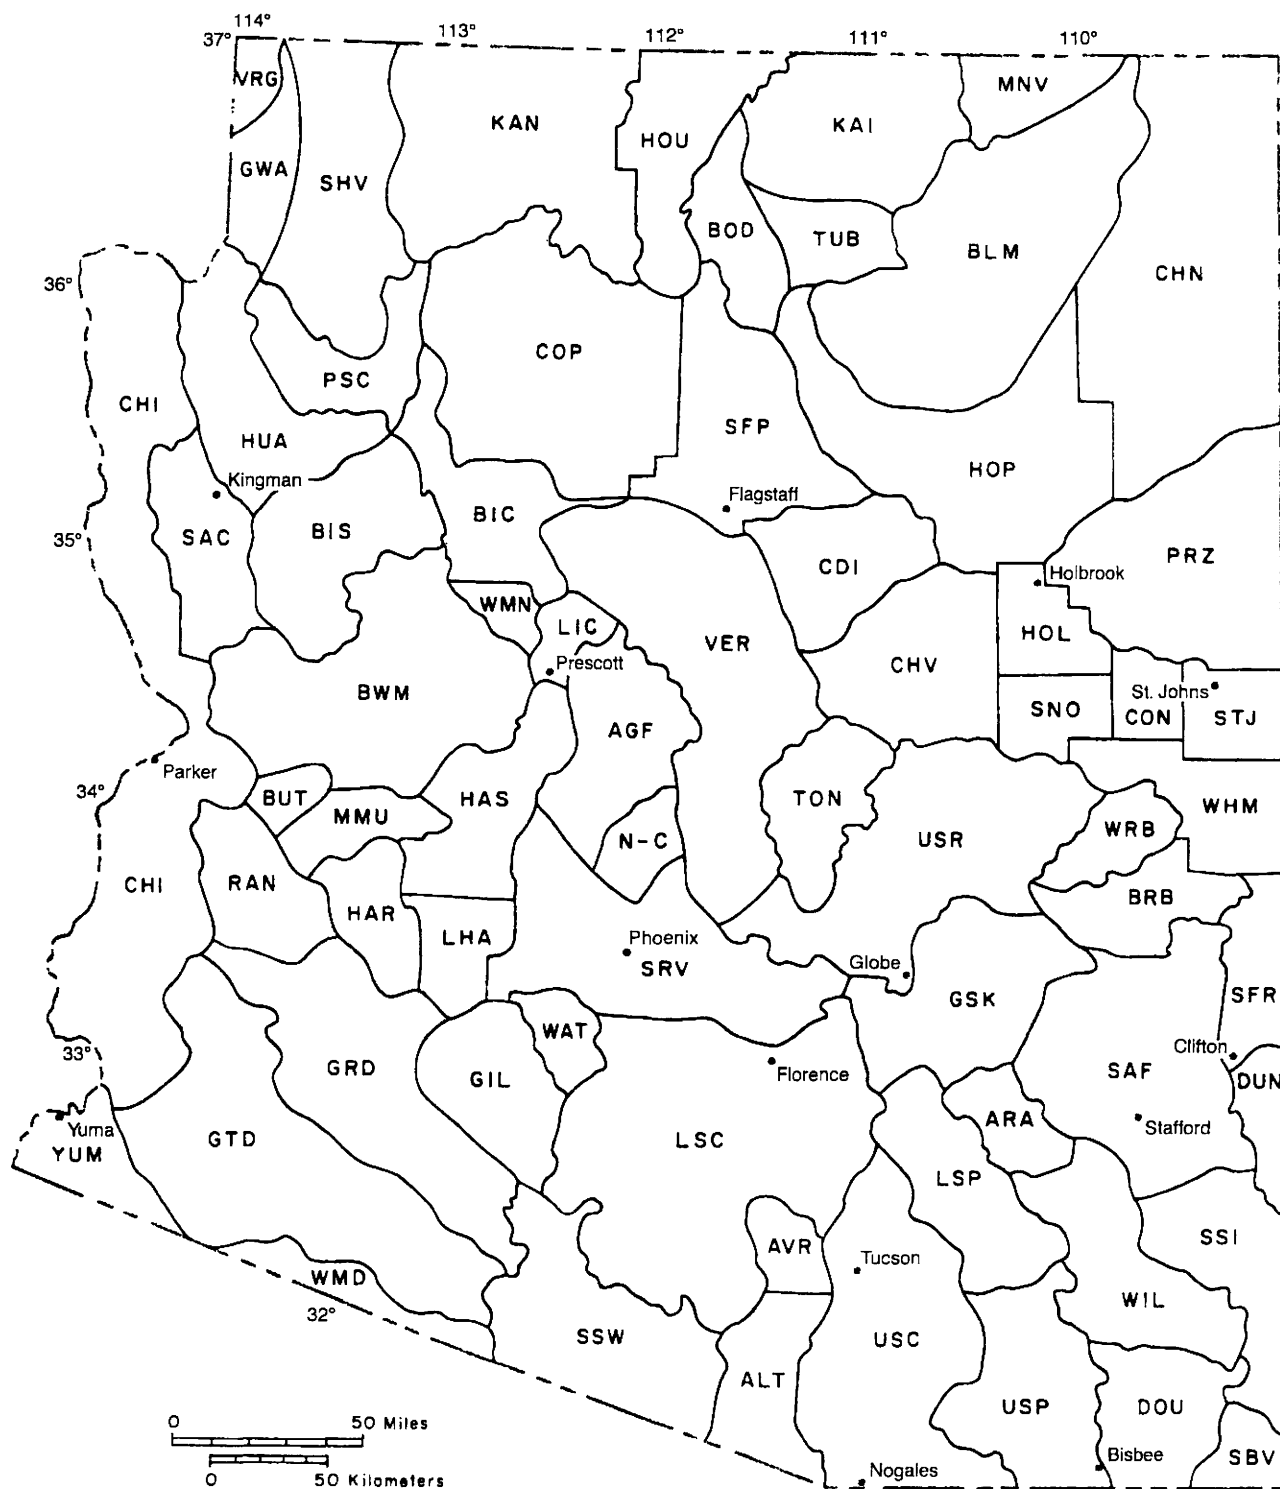 114°
113°
112°
111°
110°
37°
VRG
MNV
KAN
KAI
HOU
GWA
SHV
BOD
TUB
BLM
CHN
36°
COP
PSC
CHI
SFP
HUA
HOP
Kingman
Flagstaff
BIC
BIS
SAC
35°
CDI
PRZ
Holbrook
WMN
LIC
HOL
VER
Prescott
CHV
BWM
St. Johns
SNO
CON
STJ
AGF
Parker
34°
BUT
HAS
TON
MMU
WHM
WRB
N-C
USR
CHI
RAN
BRB
HAR
LHA
Phoenix
SRV
Globe
GSK
SFR
WAT
33°
Clifton
GRD
GIL
Florence
SAF
DUN
ARA
Yuma
Stafford
YUM
GTD
LSC
LSP
SSI
AVR
Tucson
WMD
WIL
32°
SSW
USC
ALT
USP
DOU
0 50 Miles
Bisbee
SBV
Nogales
0 50 Kilometers